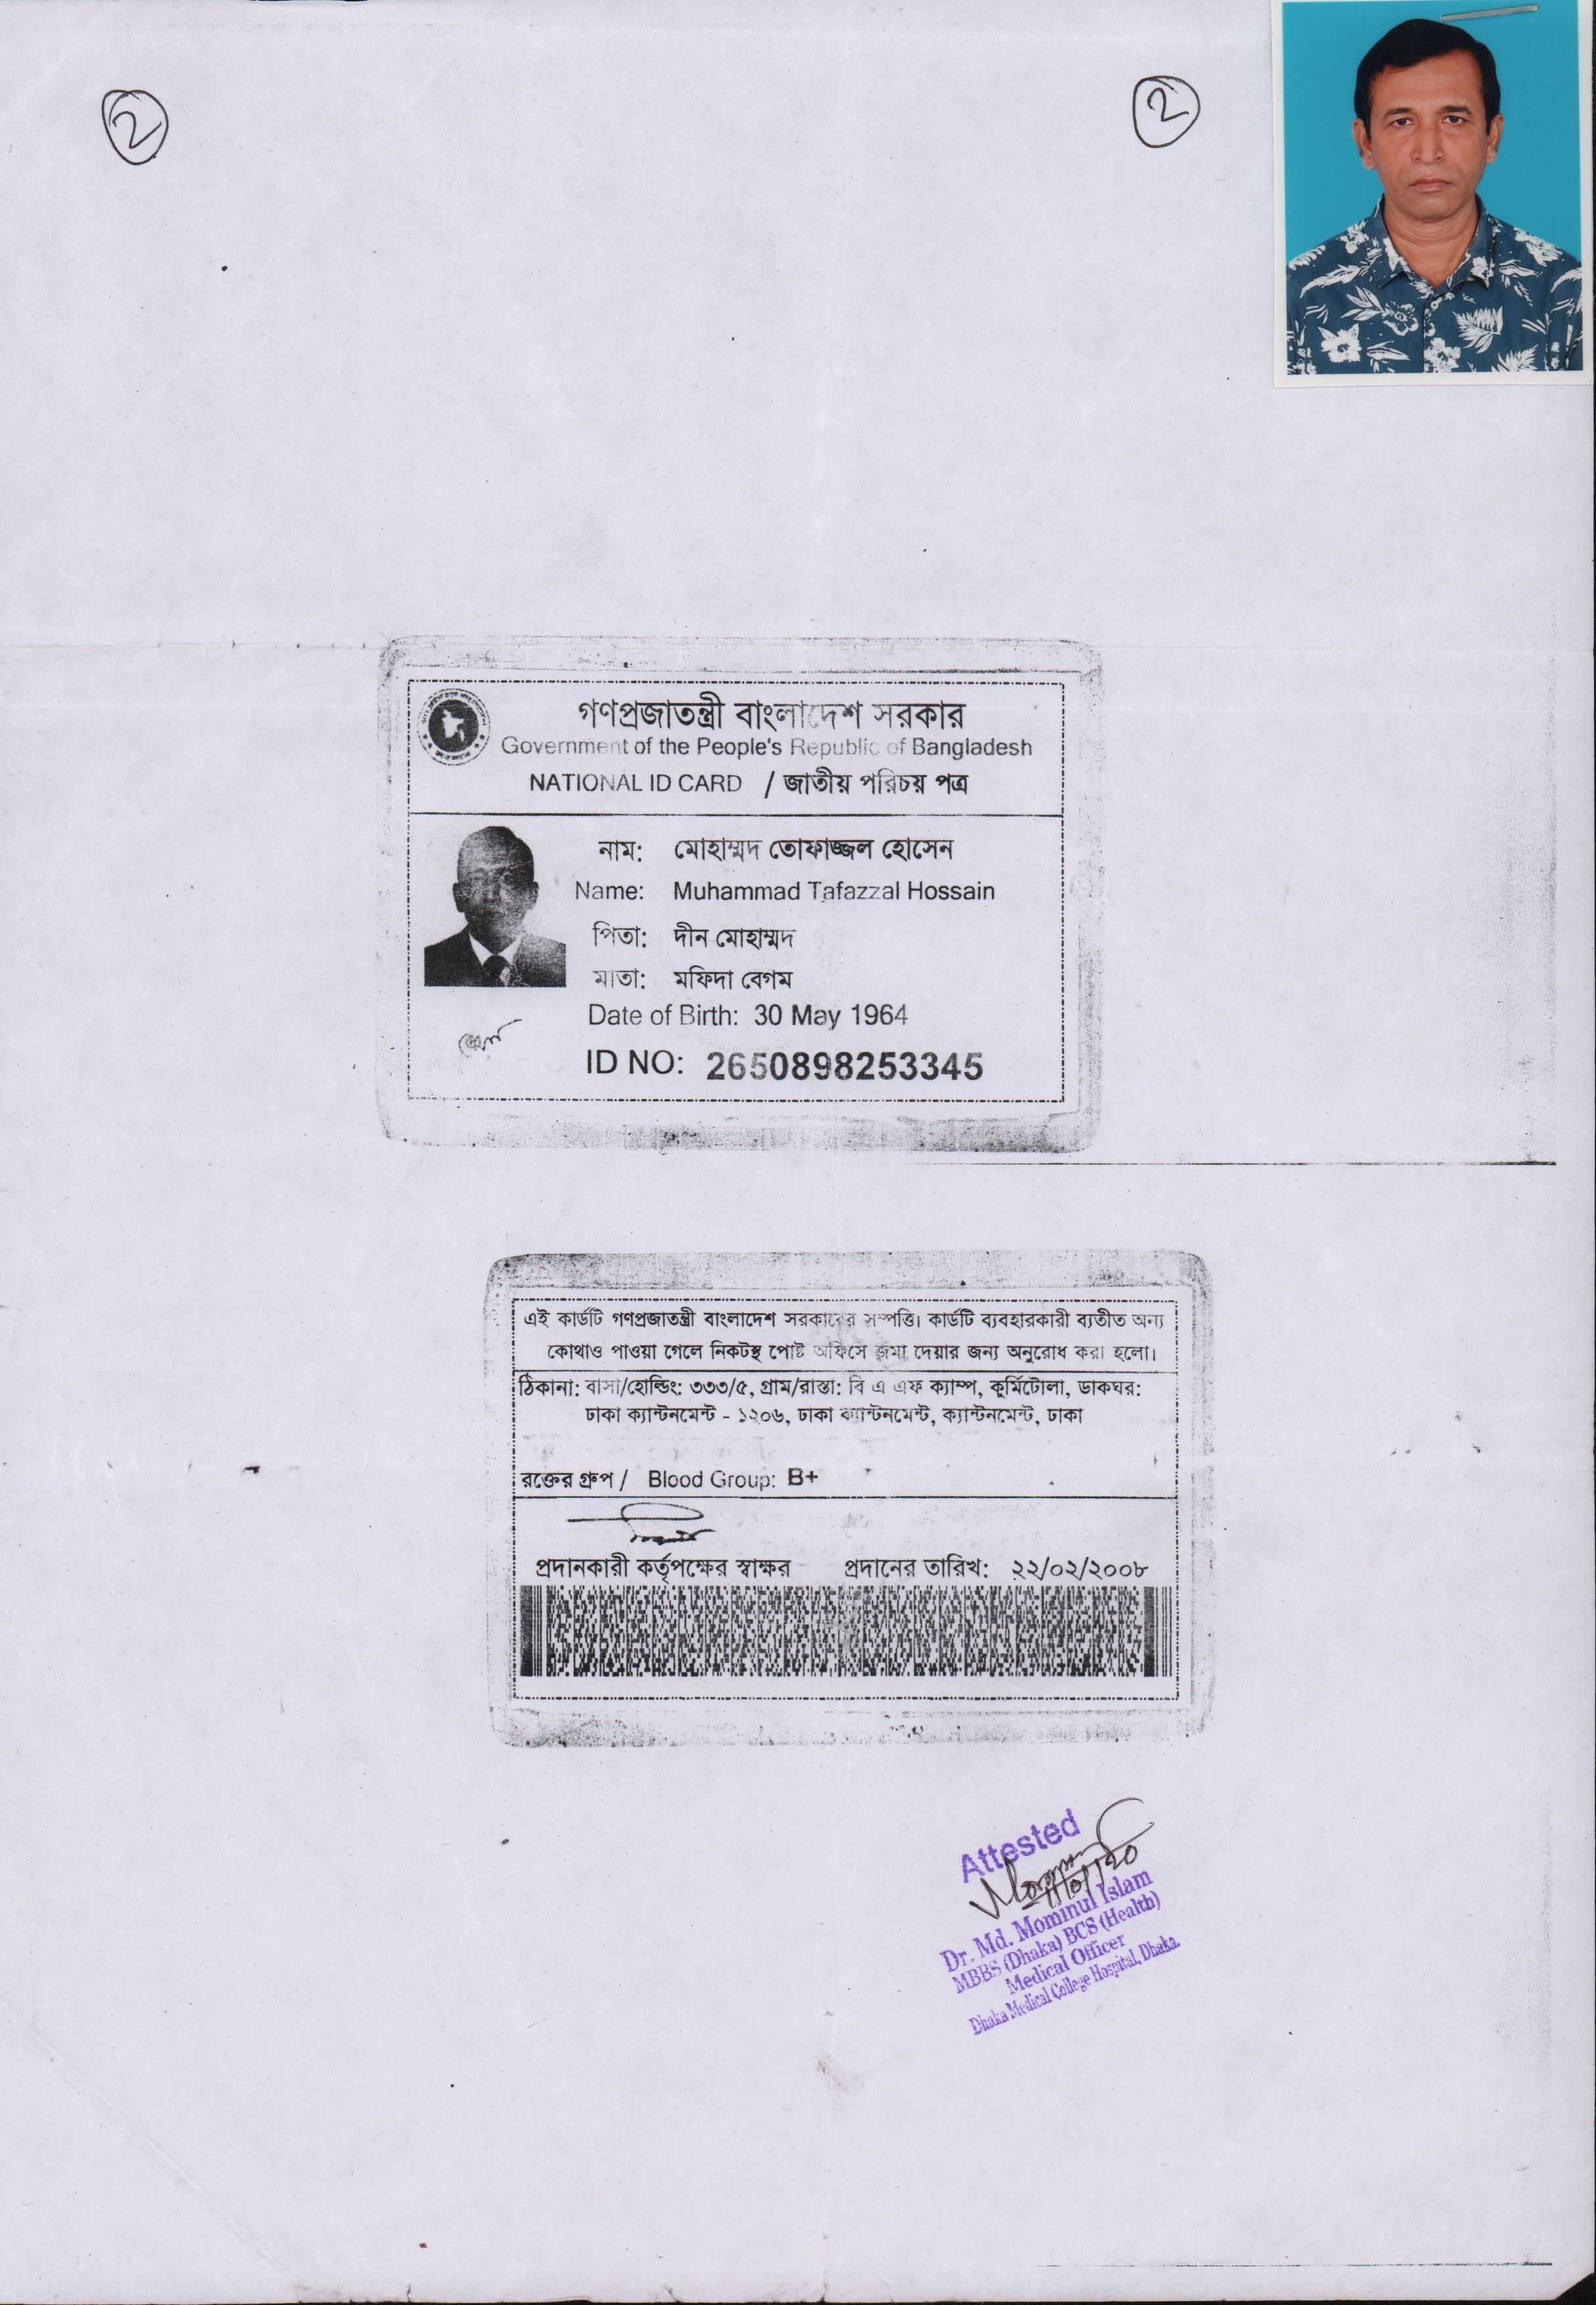 2
2
গণপ্রজাতন্ত্রী বাংলাদেশ সরকার
Government of the People's Republic of Bangladesh
NATIONAL ID CARD / জাতীয় পরিচয় পত্র
নাম: মোহাম্মদ তোফাজ্জল হোসেন
Name: Muhammad Tafazzal Hossain
পিতা: দীন মোহাম্মদ
মাতা: মফিদা বেগম
Date of Birth: 30 May 1964
ID NO: 2650898253345
এই কার্ডটি গণপ্রজাতন্ত্রী বাংলাদেশ সরকারের সম্পত্তি। কার্ডটি ব্যবহারকারী ব্যতীত অন্য
কোথাও পাওয়া গেলে নিকটস্থ পোষ্ট অফিসে জমা দেয়ার জন্য অনুরোধ করা হলো।
ঠিকানা: বাসা/হোল্ডিং: ৩৩৩/৫, গ্রাম/রাস্তা: বি এ এফ ক্যাম্প, কুর্মিটোলা, ডাকঘর:
ঢাকা ক্যান্টনমেন্ট - ১২০৬, ঢাকা ক্যান্টনমেন্ট, ক্যান্টনমেন্ট, ঢাকা
রক্তের গ্রুপ / Blood Group: B+
প্রদানকারী কর্তৃপক্ষের স্বাক্ষর প্রদানের তারিখ: ২২/০২/২০০৮
Attested
Dr. Md. Mominul Islam
MBBS (Dhaka) BCS (Health)
Medical Officer
Dhaka Medical College Hospital, Dhaka.